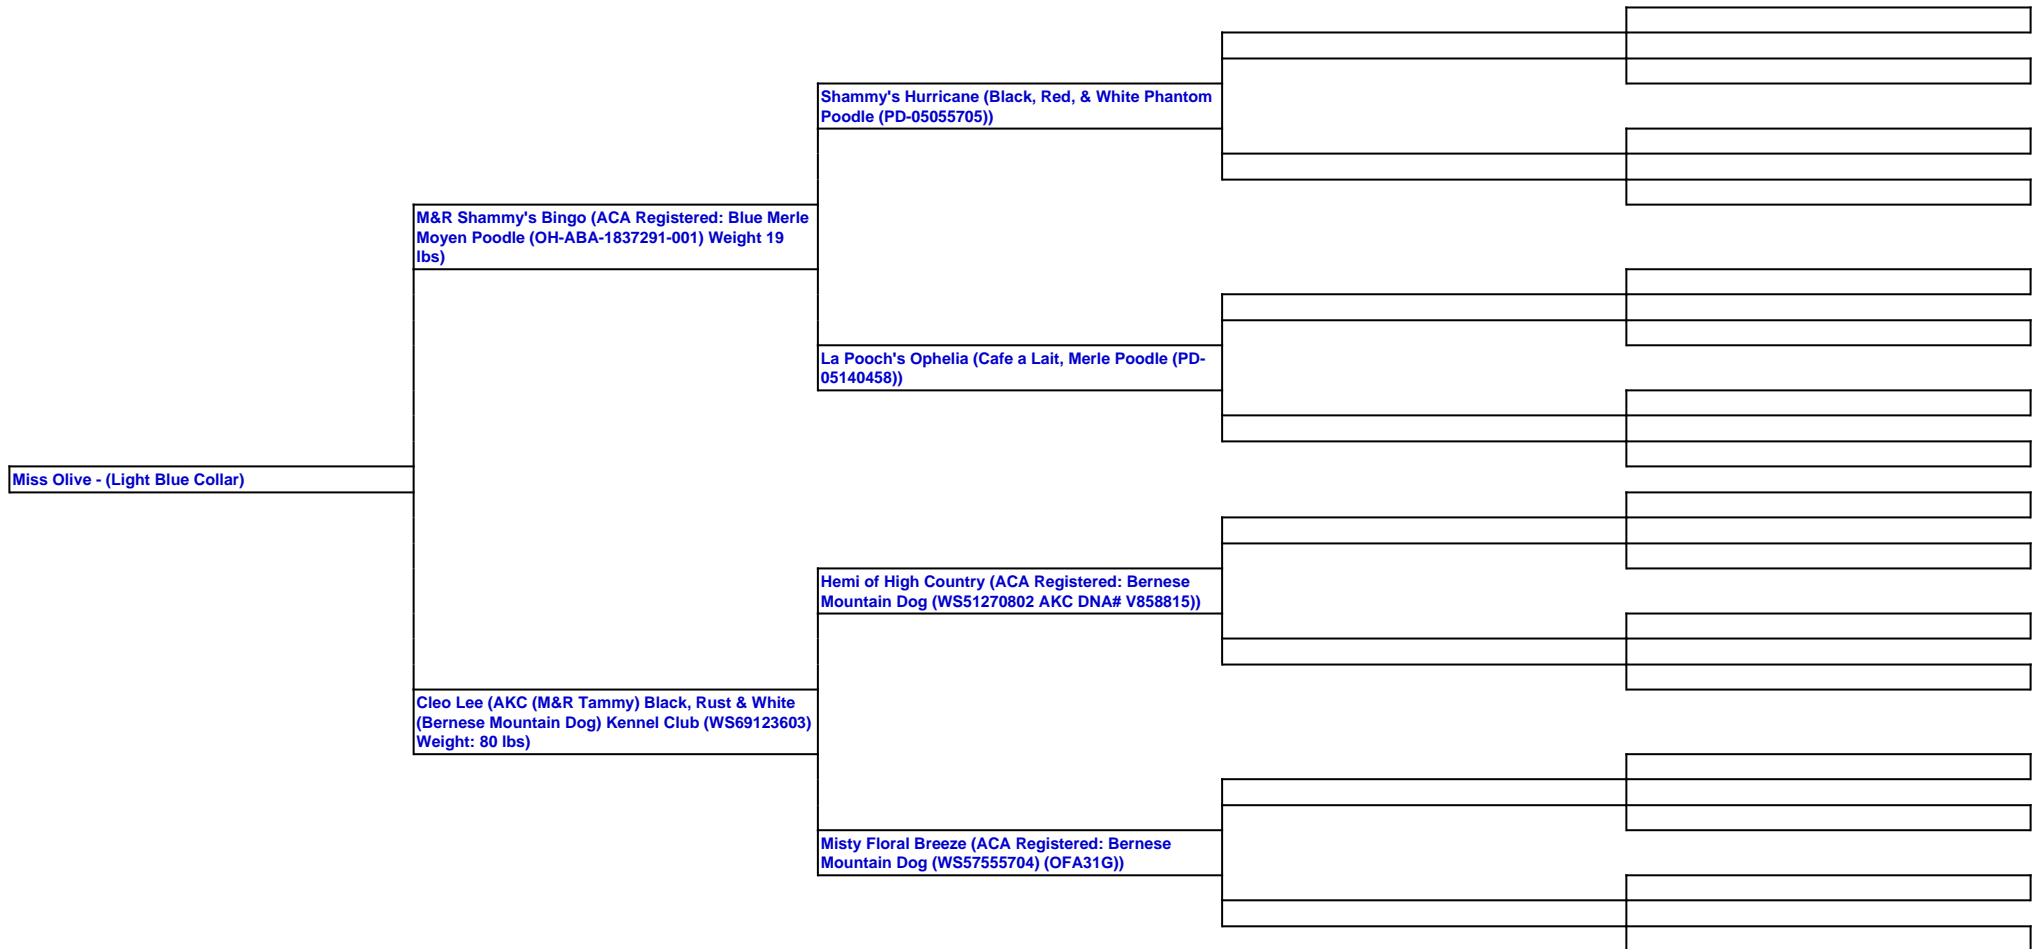 Shammy's Hurricane (Black, Red, & White Phantom
Poodle (PD-05055705))
M&R Shammy's Bingo (ACA Registered: Blue Merle
Moyen Poodle (OH-ABA-1837291-001) Weight 19
lbs)
La Pooch's Ophelia (Cafe a Lait, Merle Poodle (PD-
05140458))
Miss Olive - (Light Blue Collar)
Hemi of High Country (ACA Registered: Bernese
Mountain Dog (WS51270802 AKC DNA# V858815))
Cleo Lee (AKC (M&R Tammy) Black, Rust & White
(Bernese Mountain Dog) Kennel Club (WS69123603)
Weight: 80 lbs)
Misty Floral Breeze (ACA Registered: Bernese
Mountain Dog (WS57555704) (OFA31G))